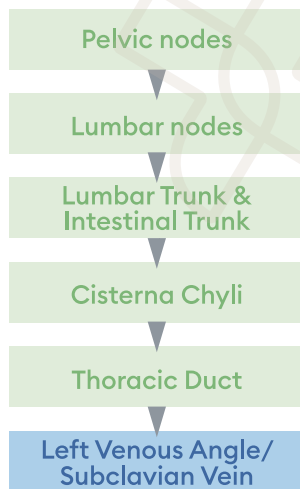 Pelvic nodes
Lumbar nodes
Lumbar Trunk &
Intestinal Trunk
Cisterna Chyli
Thoracic Duct
Left Venous Angle/
Subclavian Vein